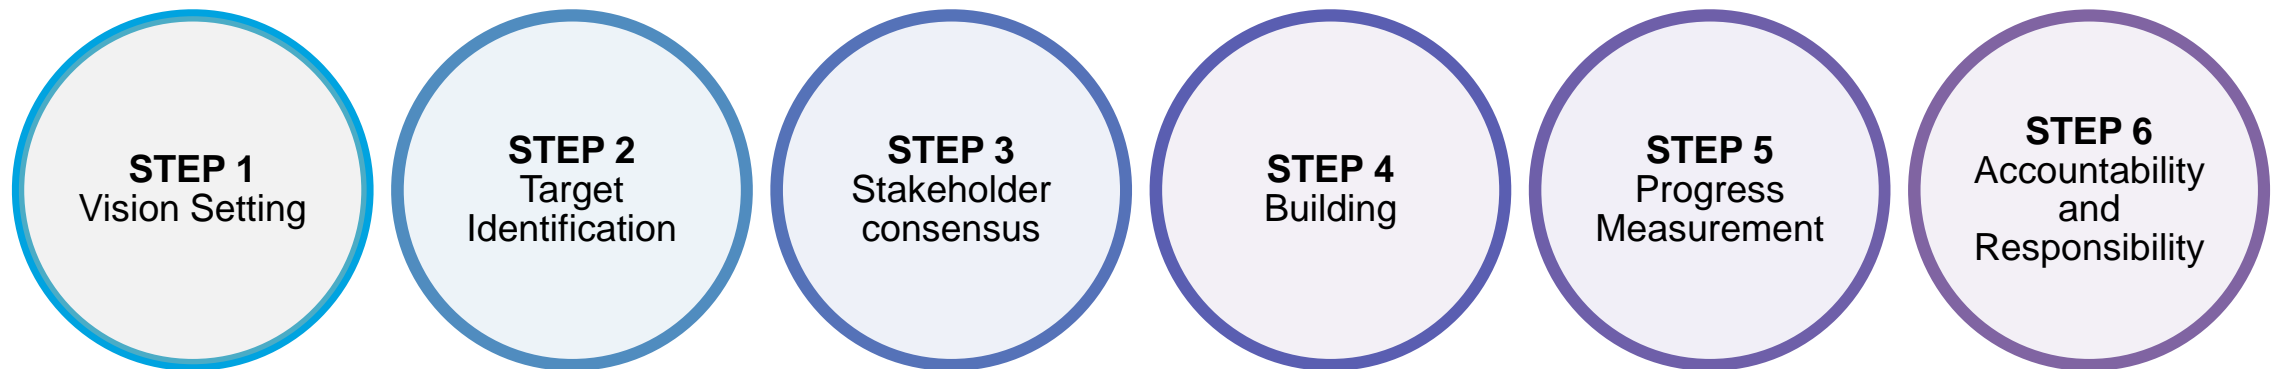 STEP 1
Vision Setting
STEP 2
Target
Identification
STEP 3
Stakeholder
consensus
STEP 4
Building
STEP 5
Progress
Measurement
STEP 6
Accountability
and
Responsibility